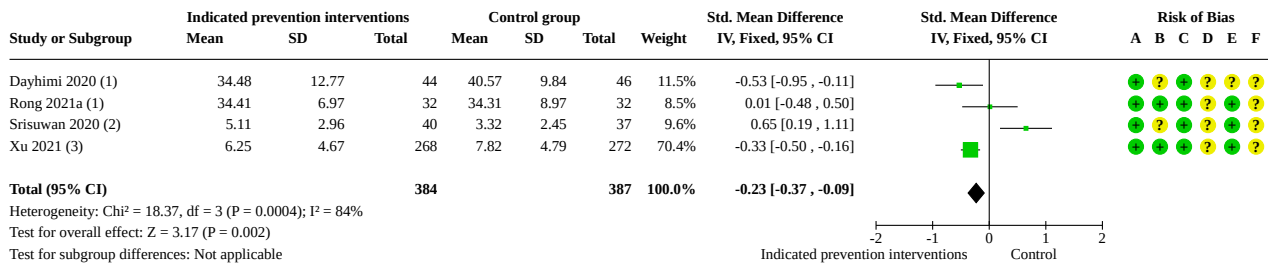 Indicated prevention interventions Control group Std. Mean Difference Std. Mean Difference Risk of Bias
Study or Subgroup Mean SD Total Mean SD Total Weight IV, Fixed, 95% CI IV, Fixed, 95% CI A B C D E F
Dayhimi 2020 (1) 34.48 12.77 44 40.57 9.84 46 11.5% -0.53 [-0.95 , -0.11] + ? + ? ? ?
Rong 2021a (1) 34.41 6.97 32 34.31 8.97 32 8.5% 0.01 [-0.48 , 0.50] + + + ? + ?
Srisuwan 2020 (2) 5.11 2.96 40 3.32 2.45 37 9.6% 0.65 [0.19 , 1.11] + ? + ? + ?
Xu 2021 (3) 6.25 4.67 268 7.82 4.79 272 70.4% -0.33 [-0.50 , -0.16] + + + ? + ?
Total (95% CI) 384 387 100.0% -0.23 [-0.37 , -0.09]
Heterogeneity: Chi² = 18.37, df = 3 (P = 0.0004); I² = 84%
Test for overall effect: Z = 3.17 (P = 0.002)
-2 -1 0 1 2
Test for subgroup differences: Not applicable Indicated prevention interventions Control